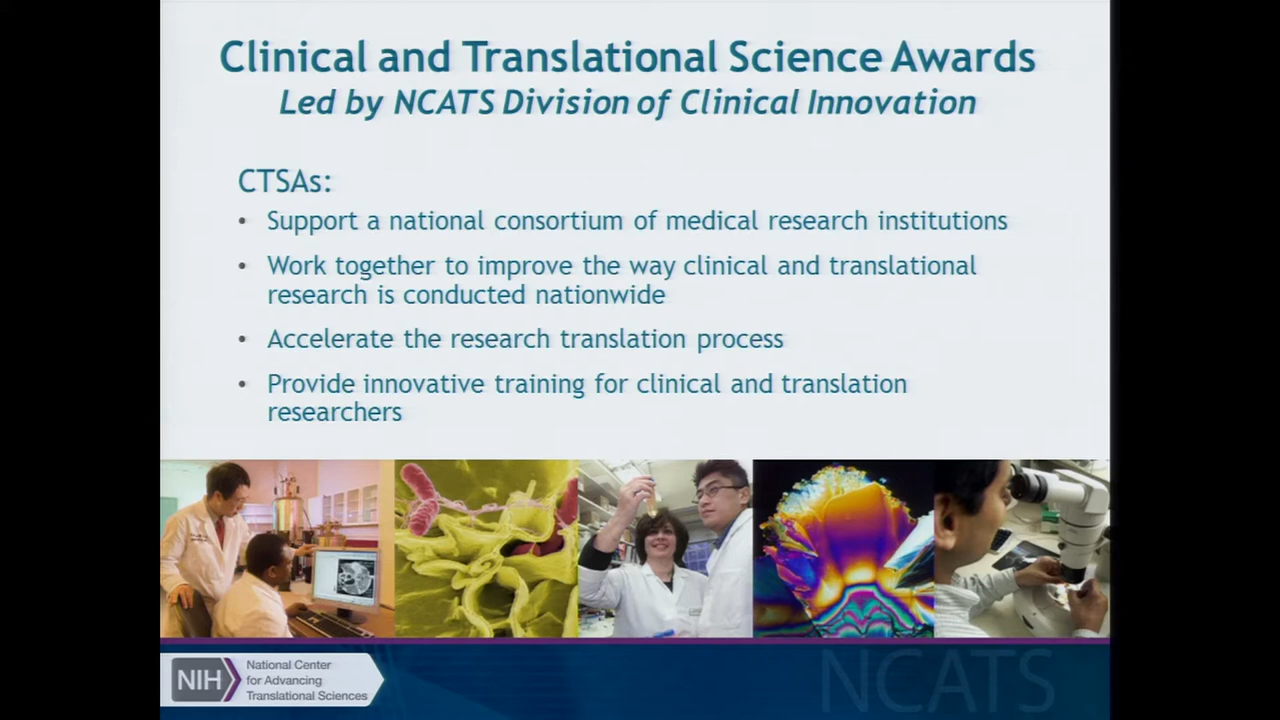 Clinical and Translational Science Awards
Led by NCATS Division of Clinical Innovation
CTSAs:
• Support a national consortium of medical research institutions
• Work together to improve the way clinical and translational
research is conducted nationwide
• Accelerate the research translation process
• Provide innovative training for clinical and translation
researchers
NIH
National Center
for Advancing
Translational Sciences
NCATS